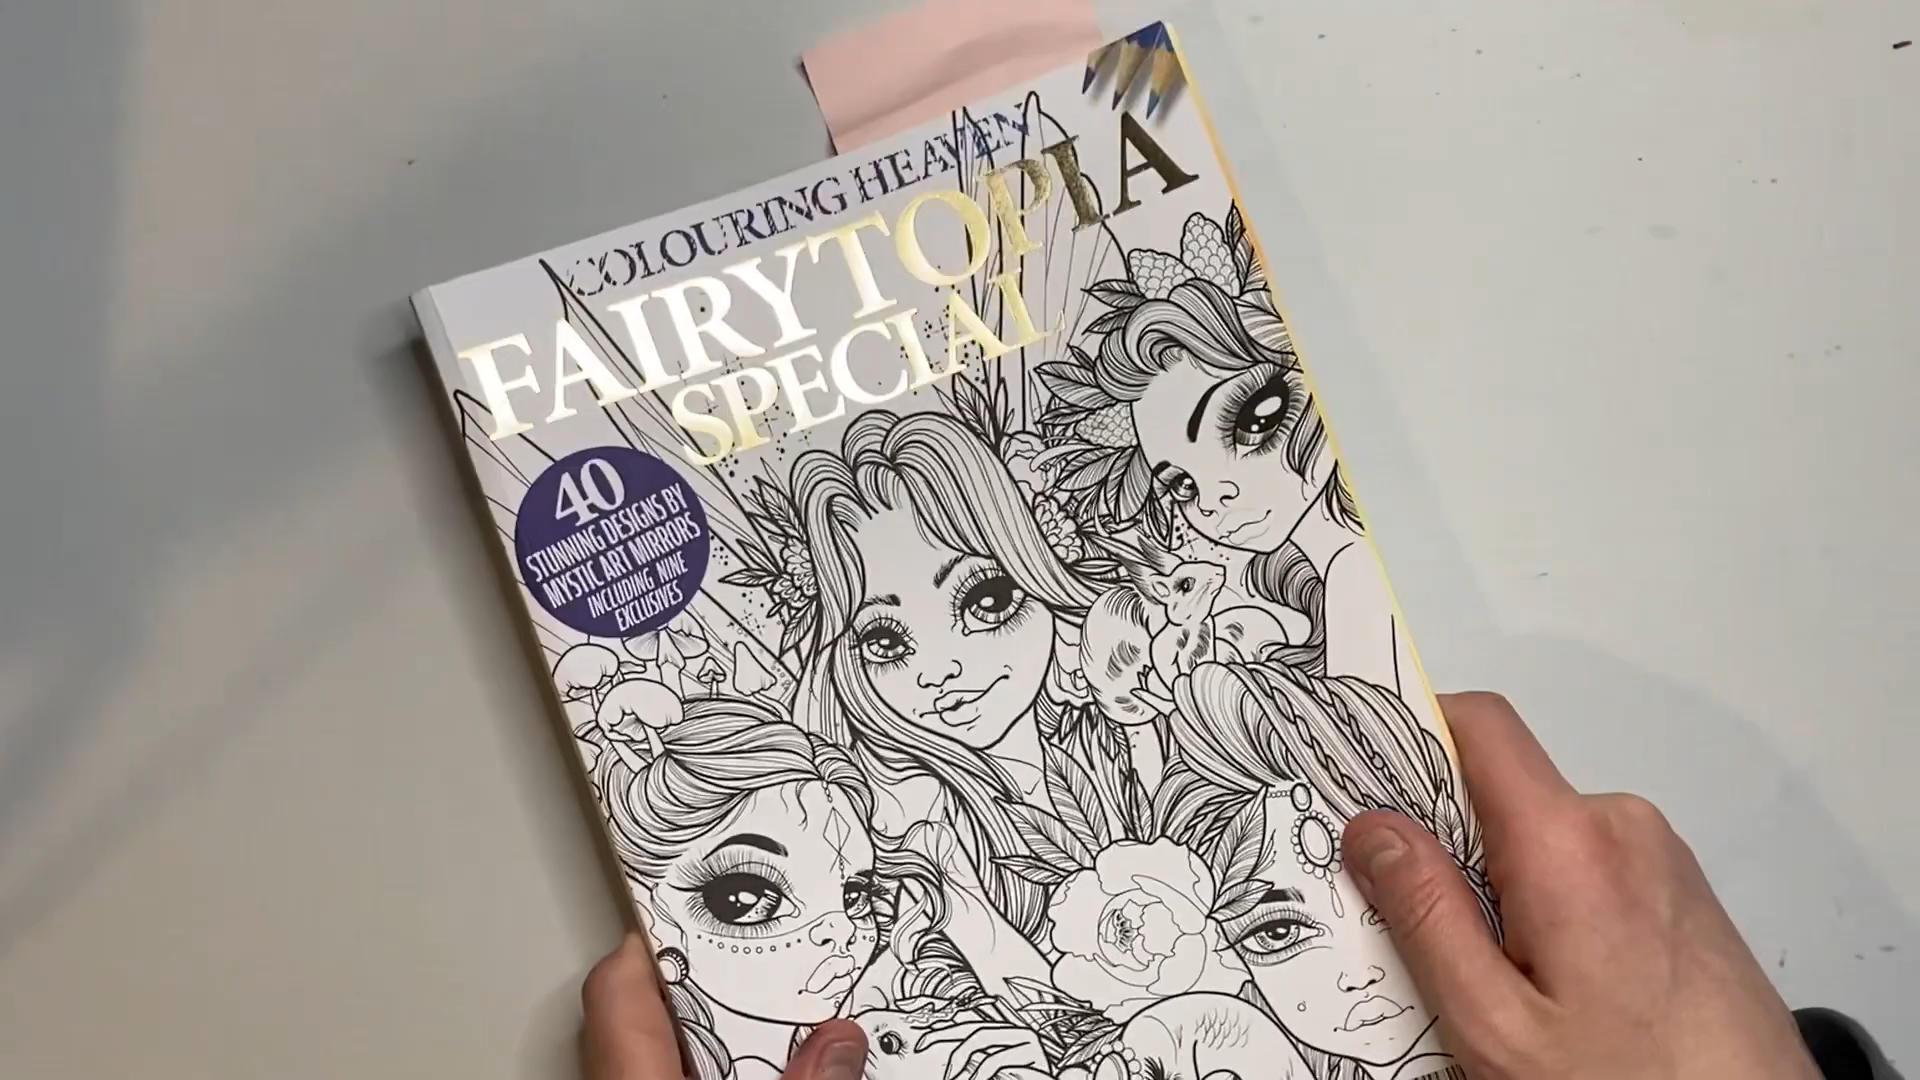 COLOURING HEAVEN
FAIRYTOPIA
SPECIAL
40
STUNNING DESIGNS BY
MYSTIC ART MIRRORS
INCLUDING NINE
EXCLUSIVES